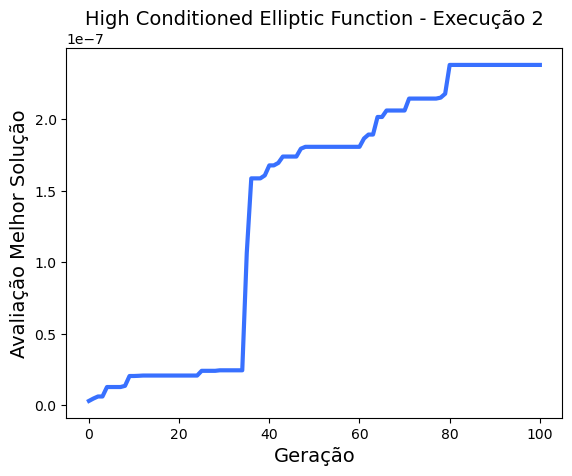 High Conditioned Elliptic Function - Execução 2
1e−7
Avaliação Melhor Solução
2.0
1.5
1.0
0.5
0.0
0 20 40 60 80 100
Geração